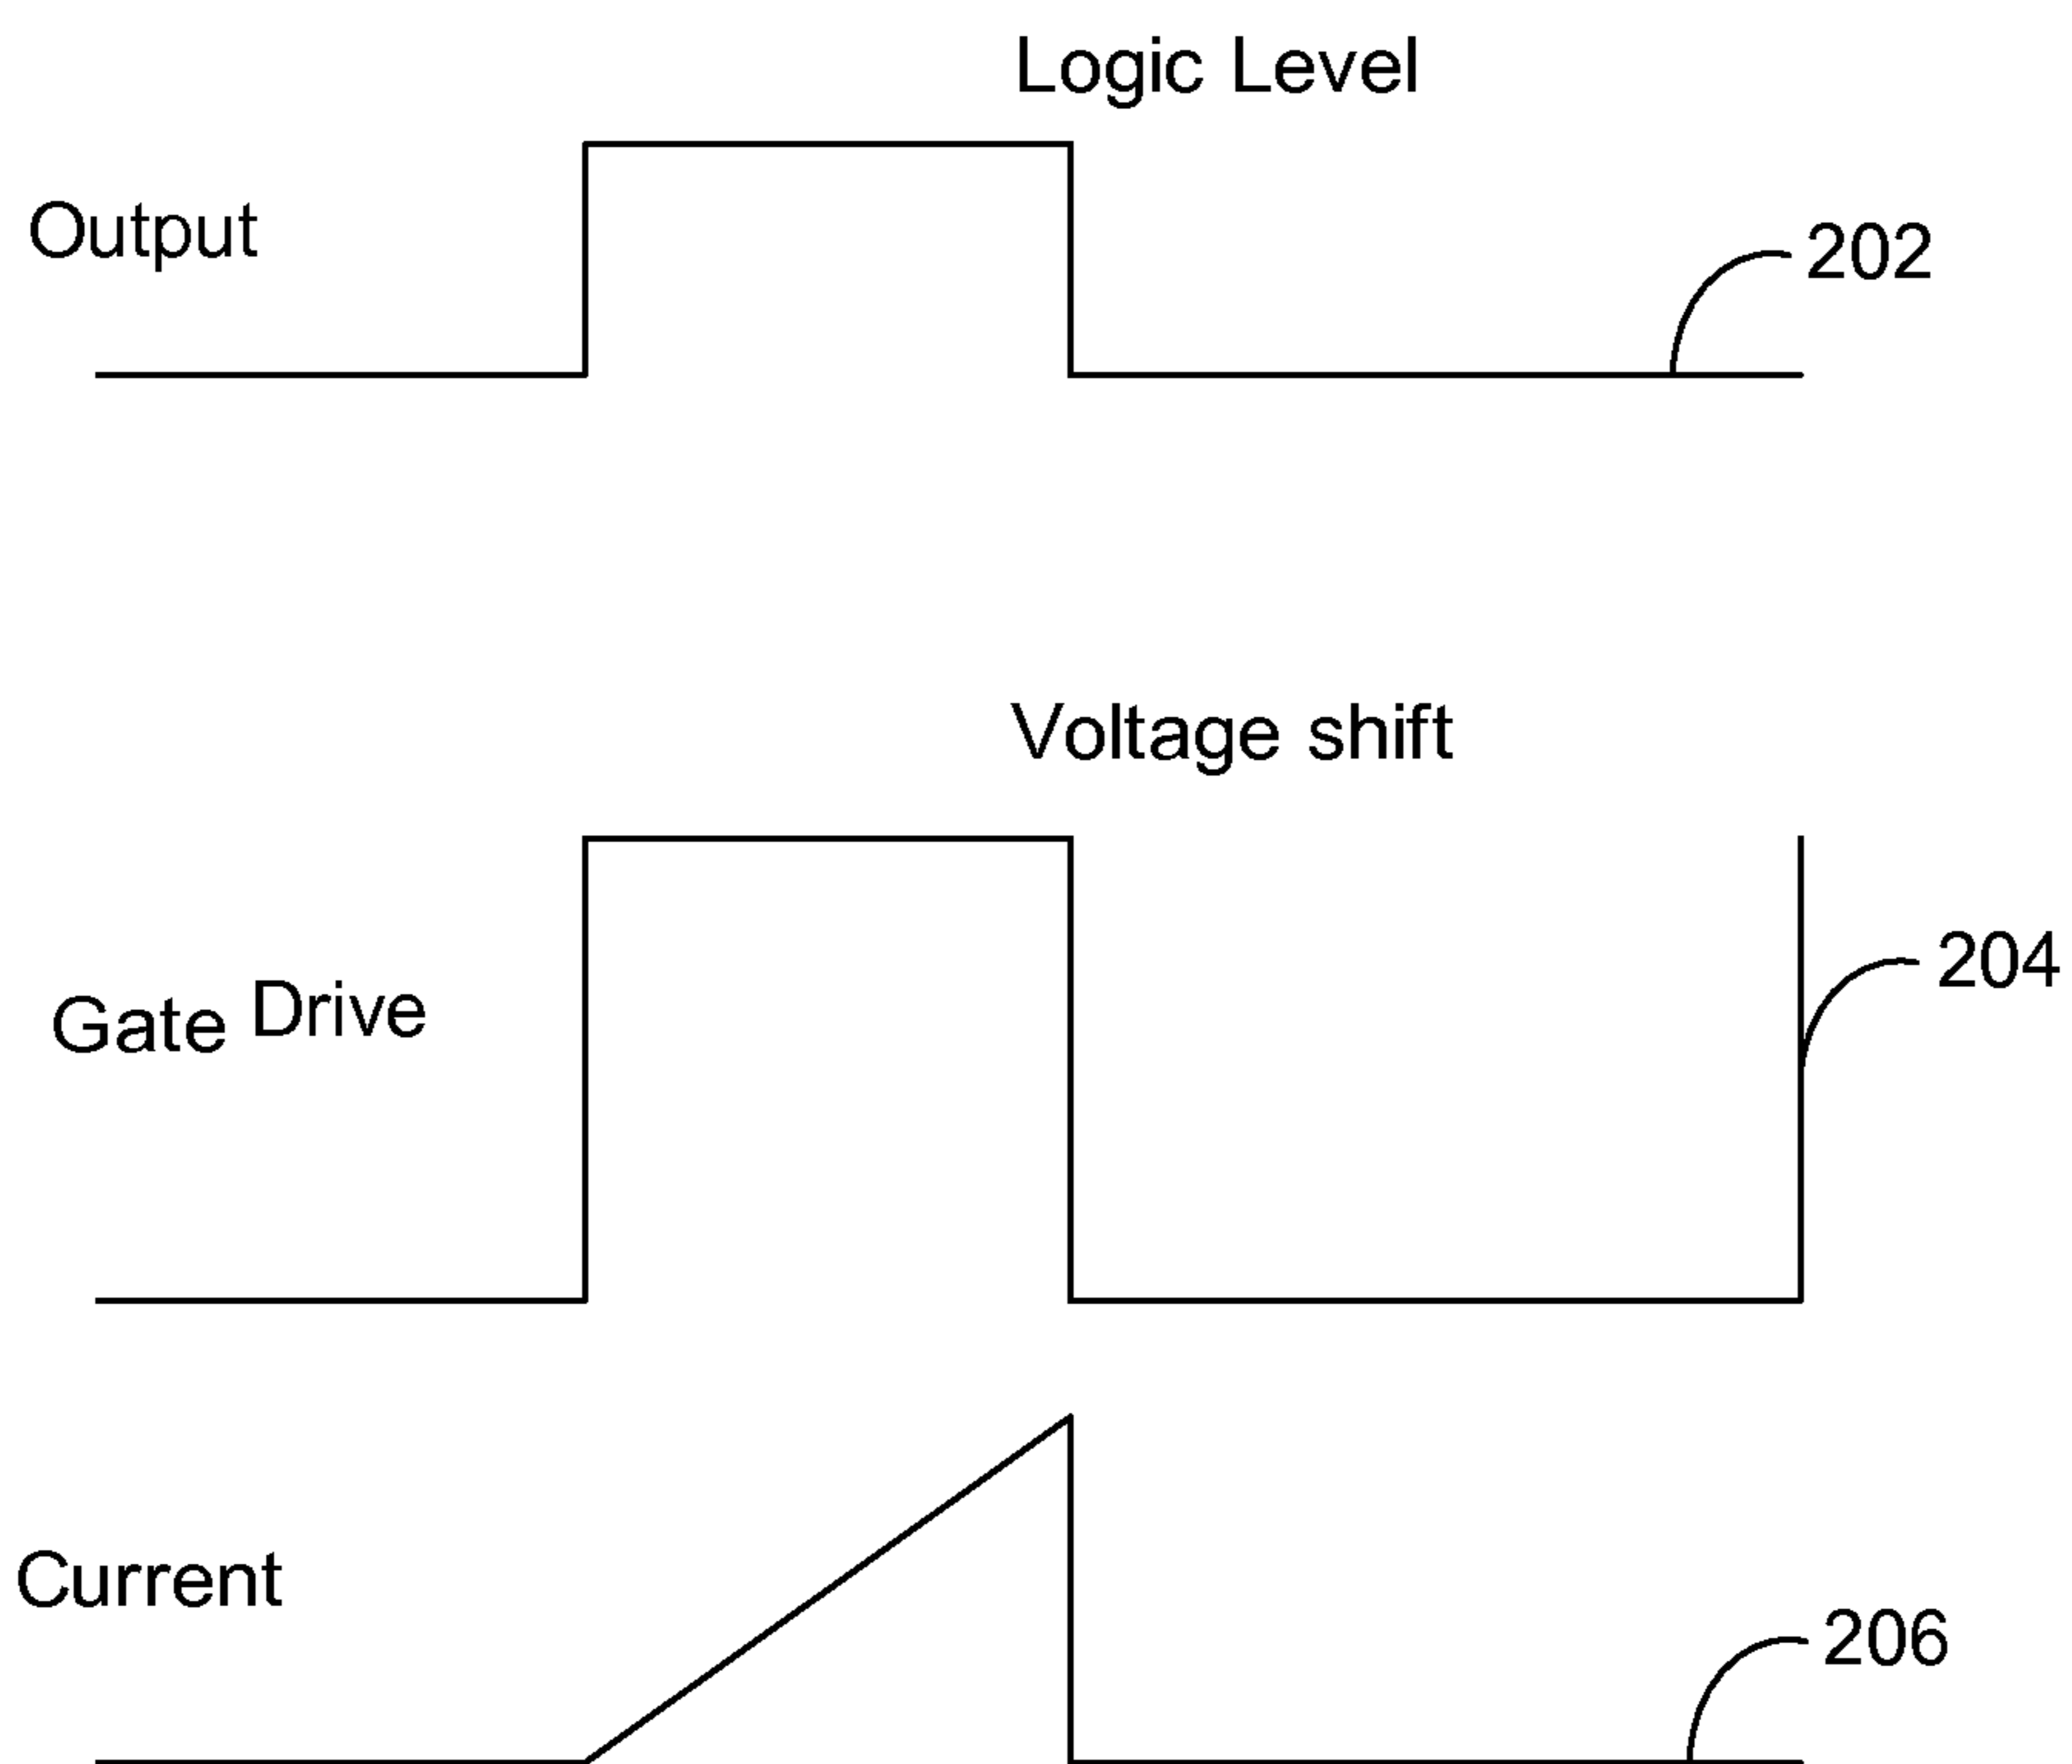 Logic Level
Output
202
Voltage shift
204
Gate Drive
Current
206